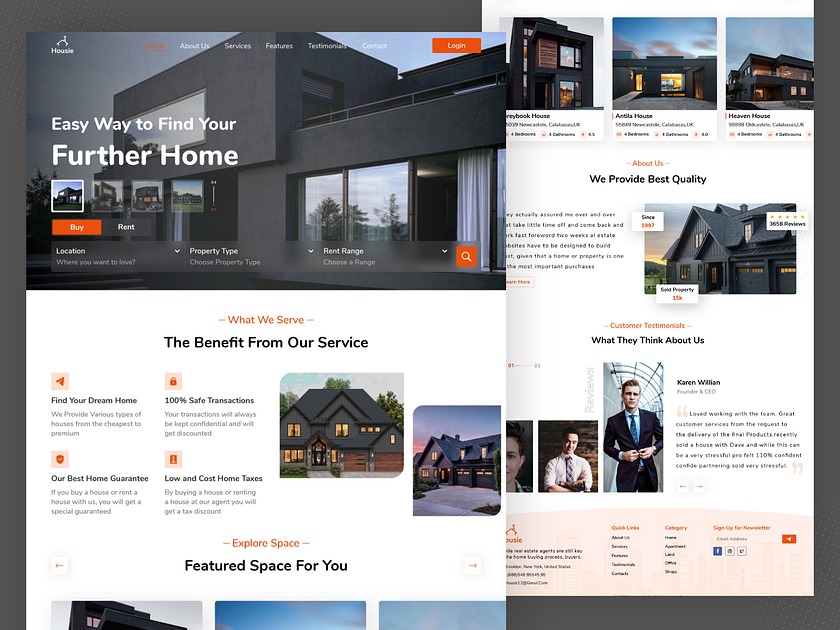 Housie
Home
About Us
Services
Features
Testimonials
Contact
Login
Easy Way to Find Your
Further Home
04
Buy
Rent
Location
Where you want to love?
Property Type
Choose Property Type
Rent Range
Choose a Range
What We Serve
The Benefit From Our Service
Find Your Dream Home
We Provide Various types of
houses from the cheapest to
premium
100% Safe Transactions
Your transactions will always
be kept confidential and will
get discounted
Our Best Home Guarantee
If you buy a house or rent a
house with us, you will get a
special guaranteed
Low and Cost Home Taxes
By buying a house or renting
a house at our agent you will
get a tax discount
Explore Space
Featured Space For You
reybook House
5039 Newcastele, Calabasas,UK
4 Bedrooms
4 Bathrooms
6.5
Antila House
55849 Newcastele, Calabasas,UK
4 Bedrooms
4 Bathrooms
6.0
Heaven House
98898 Oldcastele, Calabasas,UK
4 Bedrooms
4 Bathrooms
About Us
We Provide Best Quality
ey actually assured me over and over
at take little time off and come back and
rk fast foreword two weeks al estate
ebsites have to be designed to build
st, given that a home or property is one
the most important purchases
earn More
Since
1997
3658 Reviews
Sold Property
15k
Customer Testimonials
What They Think About Us
01
03
Reviews
Karen Willian
Founder & CEO
Loved working with the team. Great
customer services from the request to
the delivery of the final Products.recently
sold a house with Dave and while this can
be a very stressful pro felt 110% confident
confide partnering sold very stressful.
ousie
sile real estate agents are still key
the home buying process, buyers.
rooklyn, New York, United States
(888)548 85545 85
ousir12@Gmail.Com
Quick Links
About Us
Services
Features
Testimonials
Contacts
Category
Home
Apartment
Land
Office
Shops
Sign Up for Newsletter
Email Address